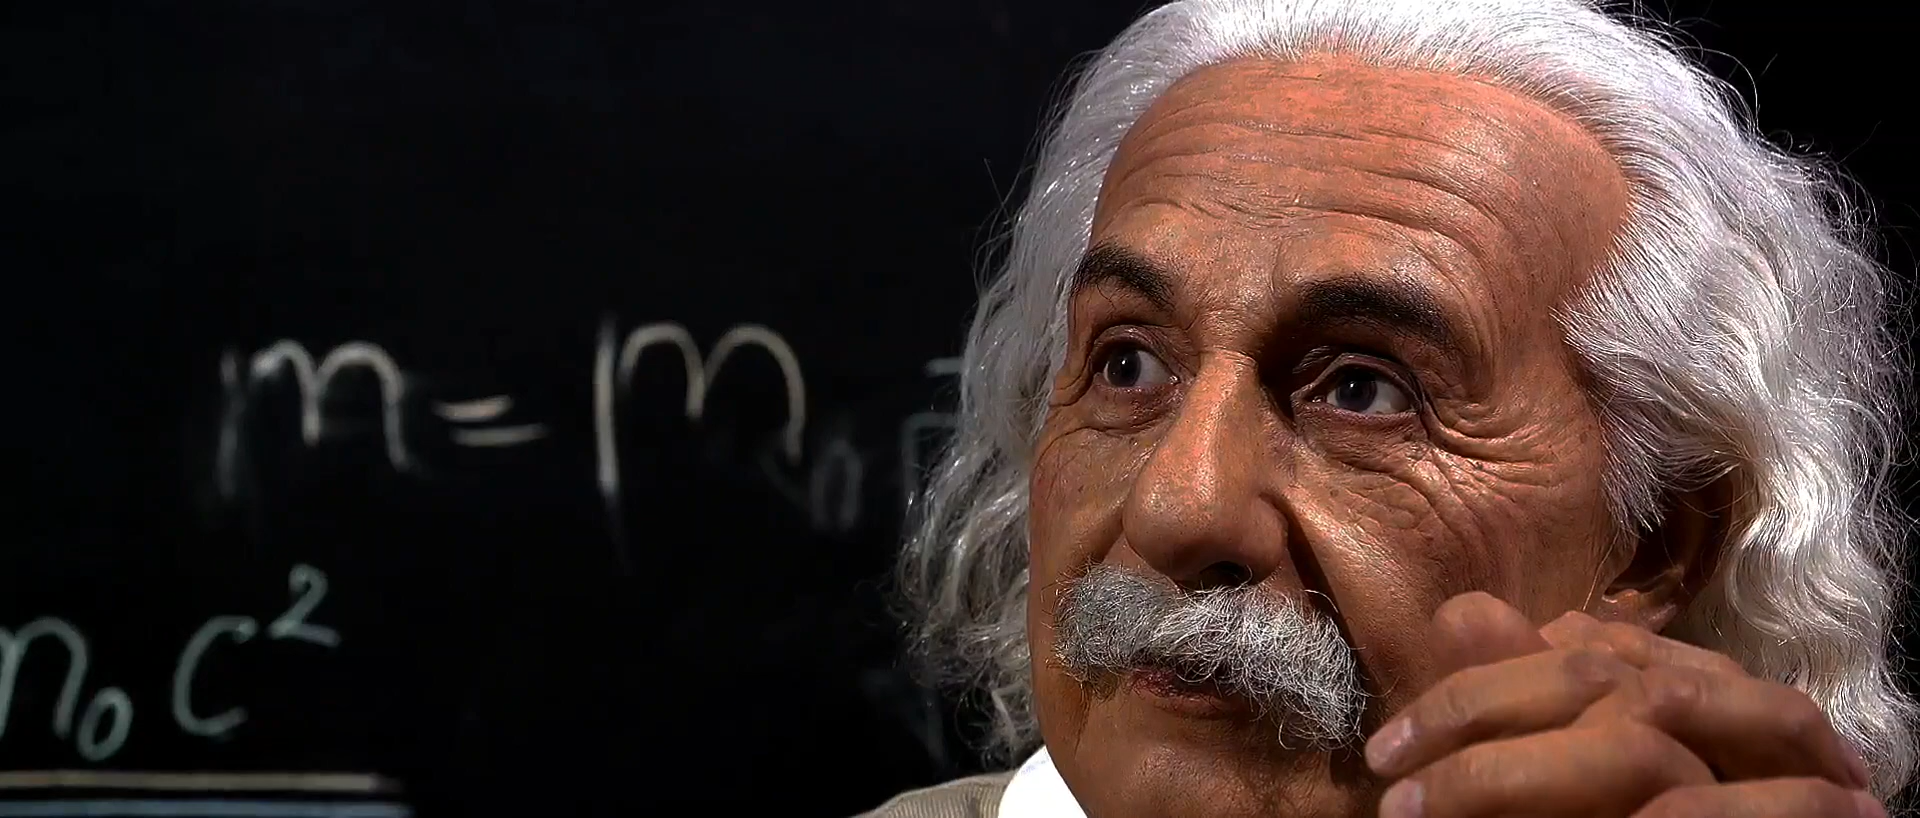 m = m₀
m₀c²